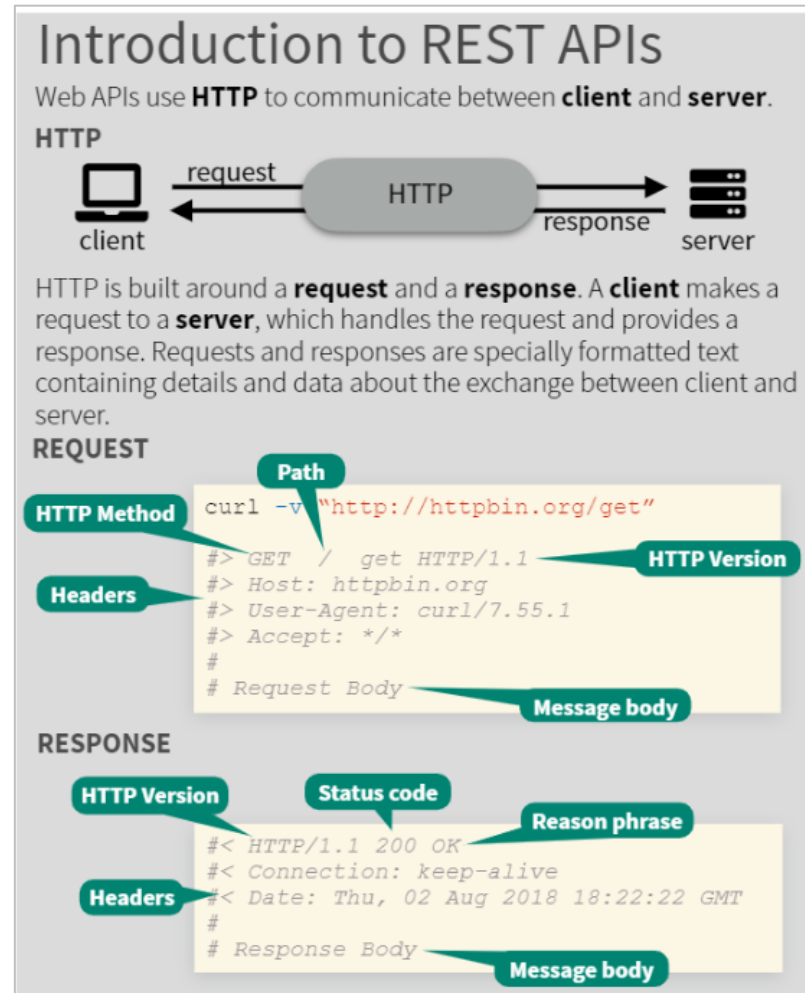 Introduction to REST APIs
Web APIs use HTTP to communicate between client and server.
HTTP
request
HTTP
response
client
server
HTTP is built around a request and a response. A client makes a
request to a server, which handles the request and provides a
response. Requests and responses are specially formatted text
containing details and data about the exchange between client and
server.
REQUEST
Path
HTTP Method
curl -v “http://httpbin.org/get”
#> GET / get HTTP/1.1
HTTP Version
Headers
#> Host: httpbin.org
#> User-Agent: curl/7.55.1
#> Accept: */*
#
# Request Body
Message body
RESPONSE
HTTP Version
Status code
Reason phrase
#< HTTP/1.1 200 OK
#< Connection: keep-alive
Headers
#< Date: Thu, 02 Aug 2018 18:22:22 GMT
#
# Response Body
Message body